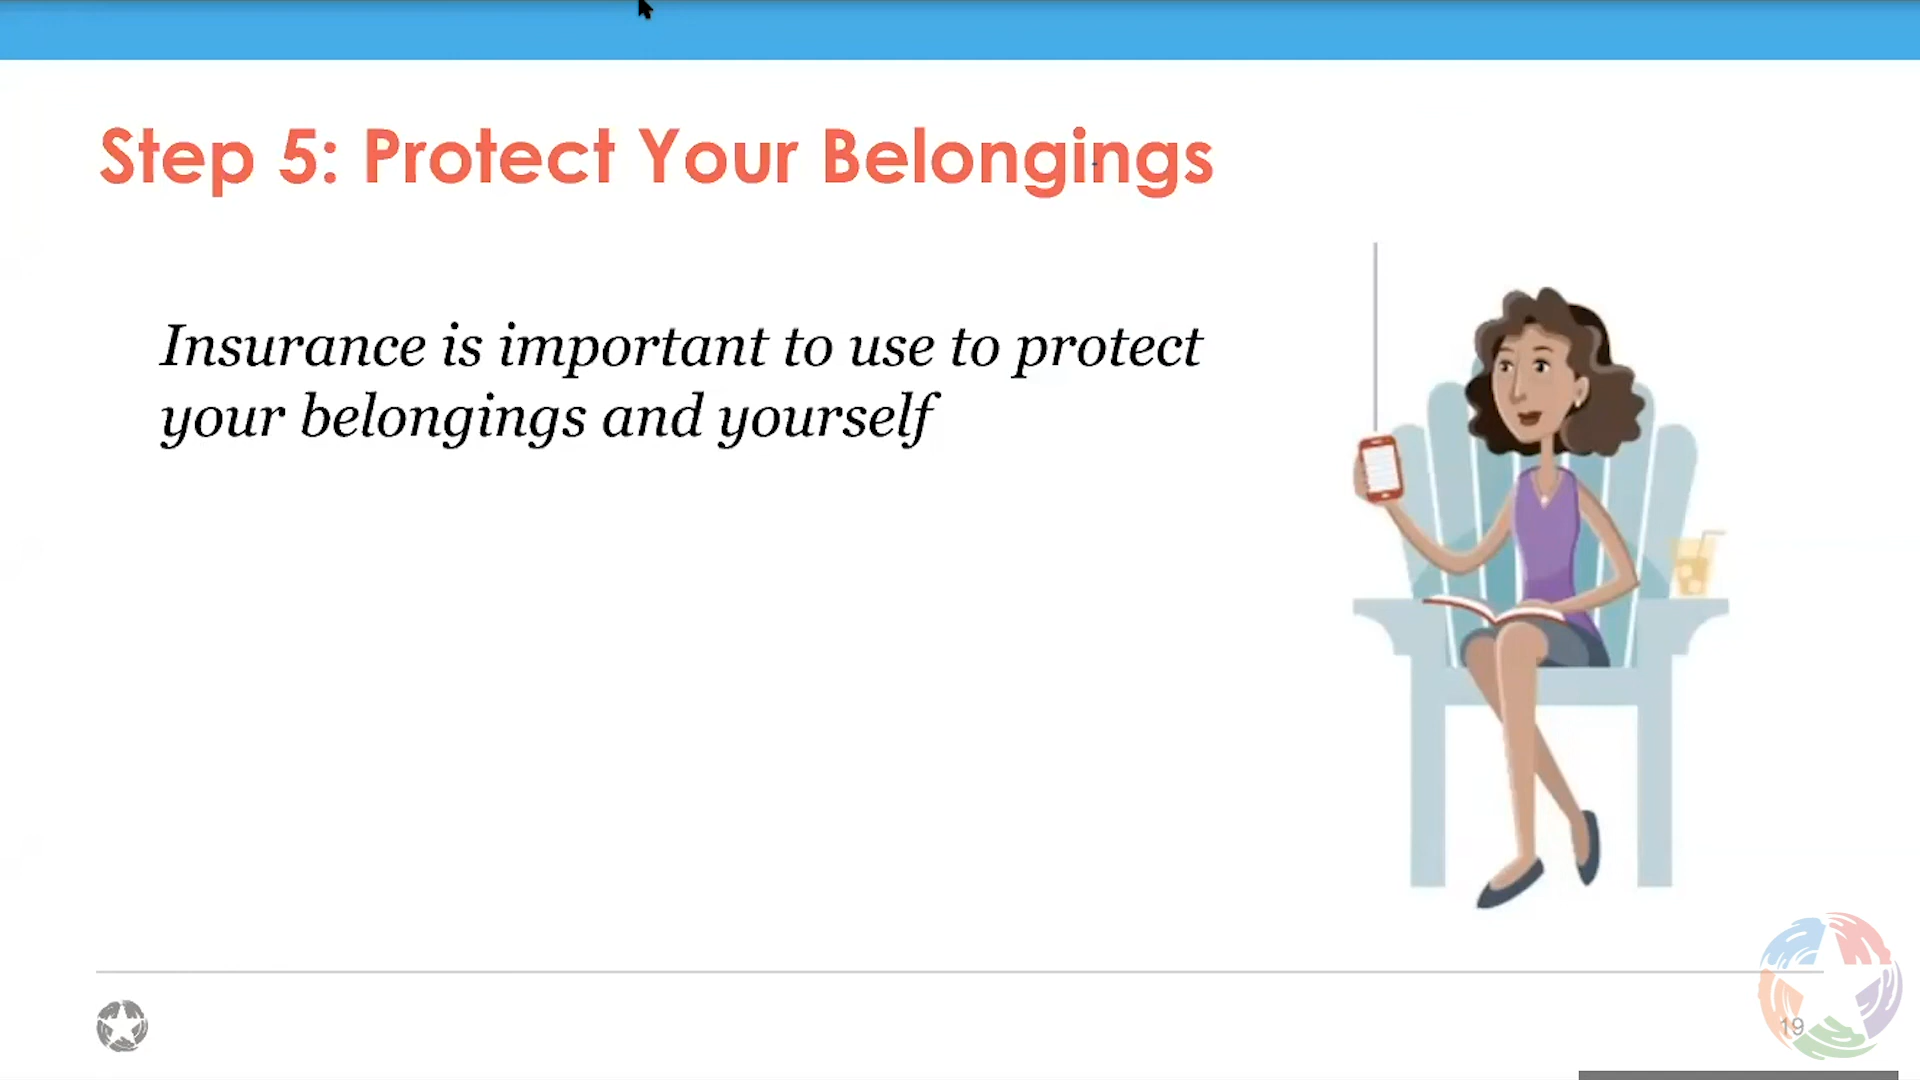 Step 5: Protect Your Belongings
Insurance is important to use to protect
your belongings and yourself
19